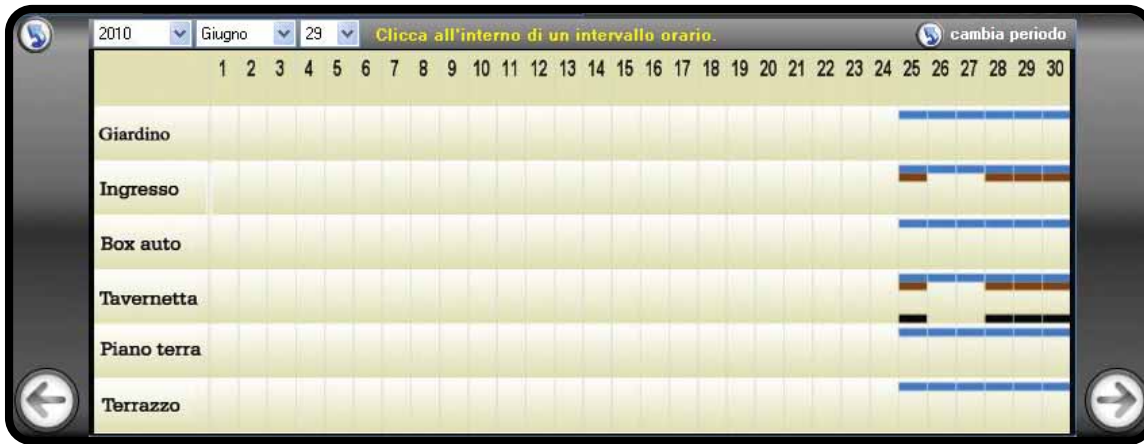 2010 Giugno 29 Clicca all'interno di un intervallo orario. cambia periodo
1 2 3 4 5 6 7 8 9 10 11 12 13 14 15 16 17 18 19 20 21 22 23 24 25 26 27 28 29 30
Giardino
Ingresso
Box auto
Tavernetta
Piano terra
Terrazzo